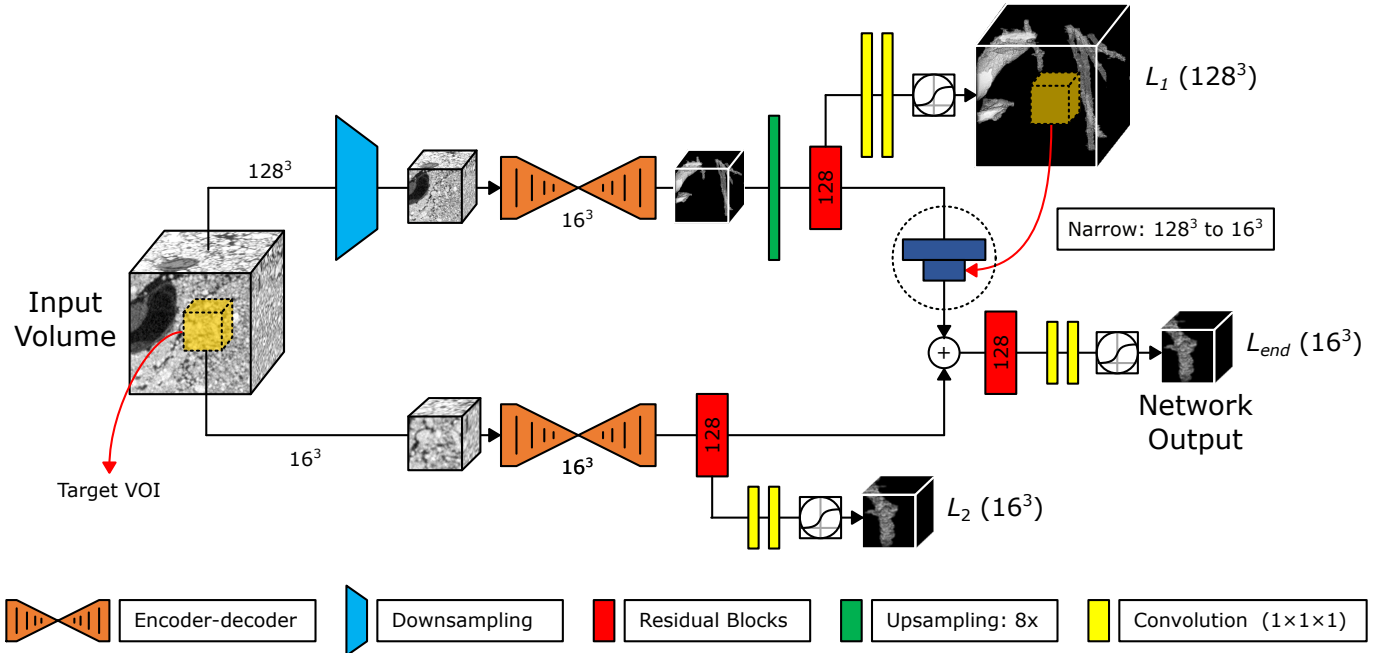 L₁ (128³)
128³
128
16³
Narrow: 128³ to 16³
Input
Volume
+
128
L_end (16³)
Network
Output
128
16³
16³
Target VOI
L₂ (16³)
Encoder-decoder
Downsampling
Residual Blocks
Upsampling: 8x
Convolution (1×1×1)